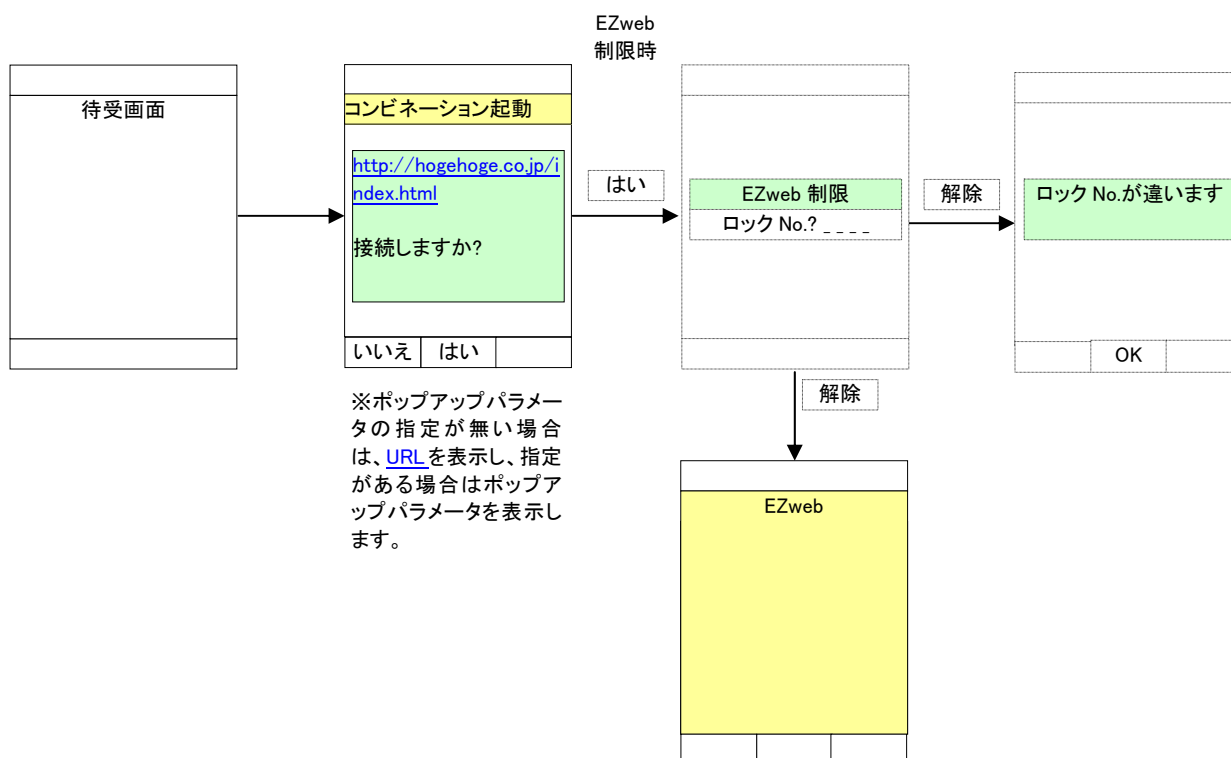 EZweb
制限時
待受画面
コンビネーション起動
http://hogehoge.co.jp/i
ndex.html
接続しますか?
いいえ はい
※ポップアップパラメー
タの指定が無い場合
は、URLを表示し、指定
がある場合はポップア
ップパラメータを表示し
ます。
はい
EZweb 制限
ロック No.? _ _ _ _
解除
ロック No.が違います
OK
解除
EZweb